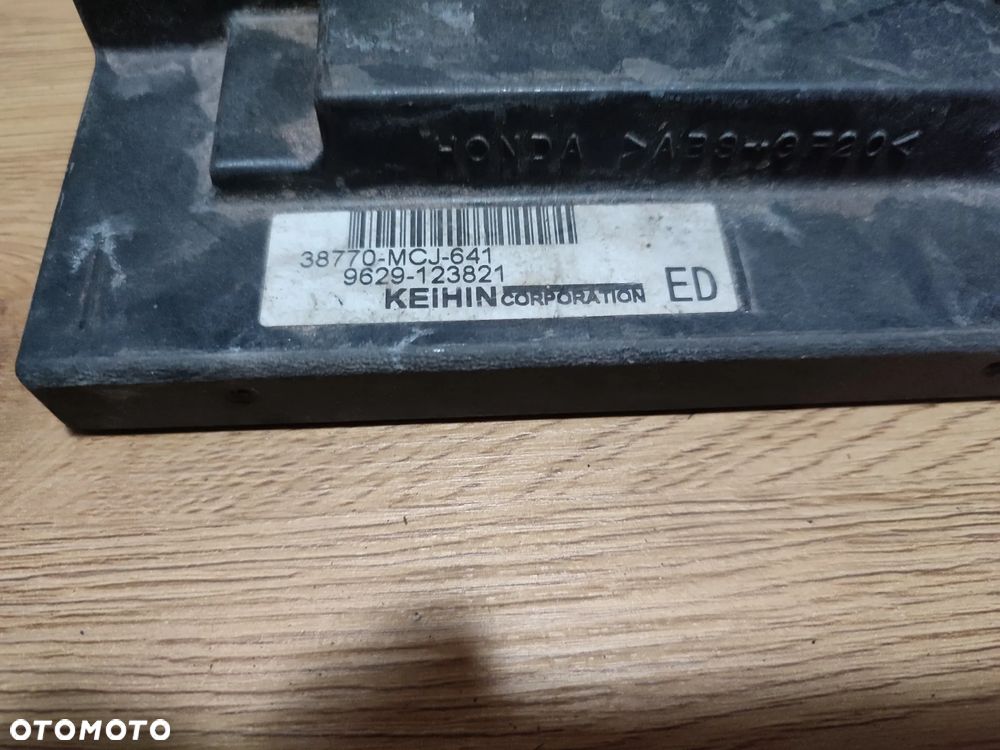 HONDA >ABS-GF20<
38770-MCJ-641
9629-123821
KEIHIN CORPORATION ED
OTOMOTO